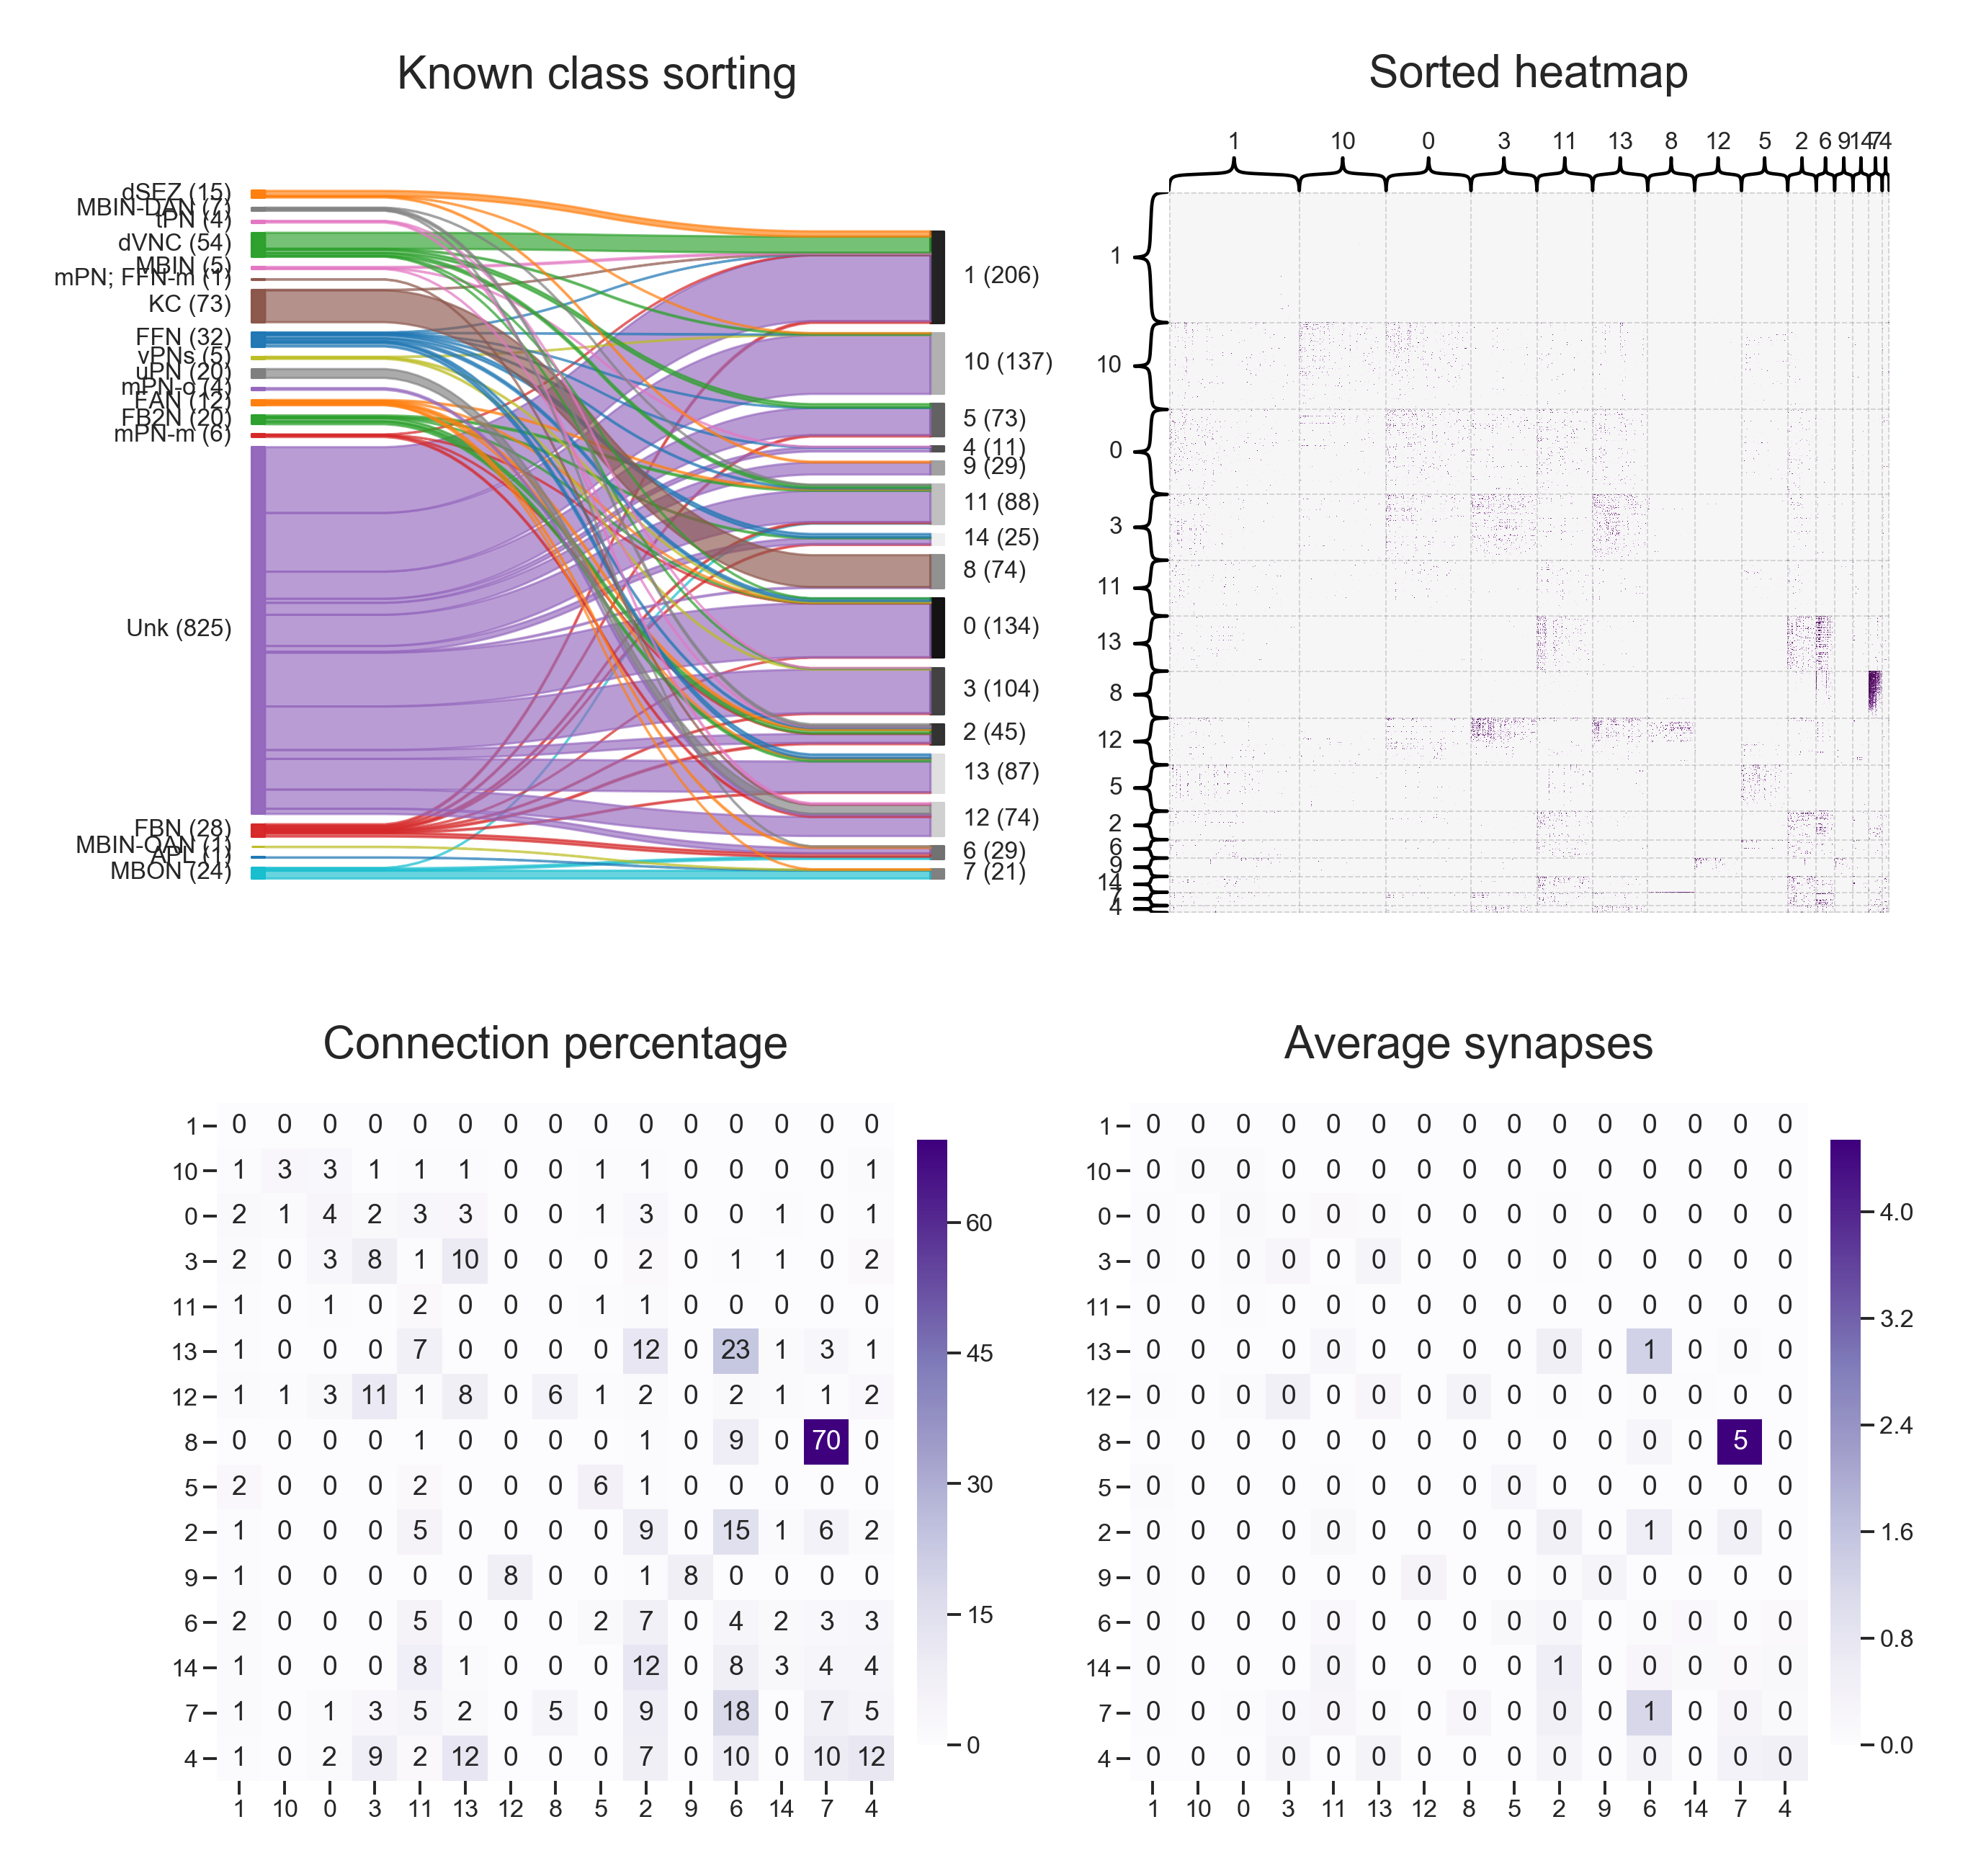 Known class sorting
dSEZ (15)
MBIN-DAN (7)
tPN (4)
dVNC (54)
MBIN (5)
mPN; FFN-m (1)
KC (73)
FFN (32)
vPNs (5)
uPN (20)
mPN-o (4)
FAN (12)
FB2N (20)
mPN-m (6)
Unk (825)
FBN (28)
MBIN-OAN (1)
APL (1)
MBON (24)
1 (206)
10 (137)
5 (73)
4 (11)
9 (29)
11 (88)
14 (25)
8 (74)
0 (134)
3 (104)
2 (45)
13 (87)
12 (74)
6 (29)
7 (21)
Sorted heatmap
1 10 0 3 11 13 8 12 5 2 6 9 14 7 4
1
10
0
3
11
13
8
12
5
2
6
9
14
7
4
Connection percentage
1 0 0 0 0 0 0 0 0 0 0 0 0 0 0 0
10 1 3 3 1 1 1 0 0 1 1 0 0 0 0 1
0 2 1 4 2 3 3 0 0 1 3 0 0 1 0 1
3 2 0 3 8 1 10 0 0 0 2 0 1 1 0 2
11 1 0 1 0 2 0 0 0 1 1 0 0 0 0 0
13 1 0 0 0 7 0 0 0 0 12 0 23 1 3 1
12 1 1 3 11 1 8 0 6 1 2 0 2 1 1 2
8 0 0 0 0 1 0 0 0 0 1 0 9 0 70 0
5 2 0 0 0 2 0 0 0 6 1 0 0 0 0 0
2 1 0 0 0 5 0 0 0 0 9 0 15 1 6 2
9 1 0 0 0 0 0 8 0 0 1 8 0 0 0 0
6 2 0 0 0 5 0 0 0 2 7 0 4 2 3 3
14 1 0 0 0 8 1 0 0 0 12 0 8 3 4 4
7 1 0 1 3 5 2 0 5 0 9 0 18 0 7 5
4 1 0 2 9 2 12 0 0 0 7 0 10 0 10 12
1 10 0 3 11 13 12 8 5 2 9 6 14 7 4
60
45
30
15
0
Average synapses
1 0 0 0 0 0 0 0 0 0 0 0 0 0 0 0
10 0 0 0 0 0 0 0 0 0 0 0 0 0 0 0
0 0 0 0 0 0 0 0 0 0 0 0 0 0 0 0
3 0 0 0 0 0 0 0 0 0 0 0 0 0 0 0
11 0 0 0 0 0 0 0 0 0 0 0 0 0 0 0
13 0 0 0 0 0 0 0 0 0 0 0 1 0 0 0
12 0 0 0 0 0 0 0 0 0 0 0 0 0 0 0
8 0 0 0 0 0 0 0 0 0 0 0 0 0 5 0
5 0 0 0 0 0 0 0 0 0 0 0 0 0 0 0
2 0 0 0 0 0 0 0 0 0 0 0 1 0 0 0
9 0 0 0 0 0 0 0 0 0 0 0 0 0 0 0
6 0 0 0 0 0 0 0 0 0 0 0 0 0 0 0
14 0 0 0 0 0 0 0 0 0 1 0 0 0 0 0
7 0 0 0 0 0 0 0 0 0 0 0 1 0 0 0
4 0 0 0 0 0 0 0 0 0 0 0 0 0 0 0
1 10 0 3 11 13 12 8 5 2 9 6 14 7 4
4.0
3.2
2.4
1.6
0.8
0.0